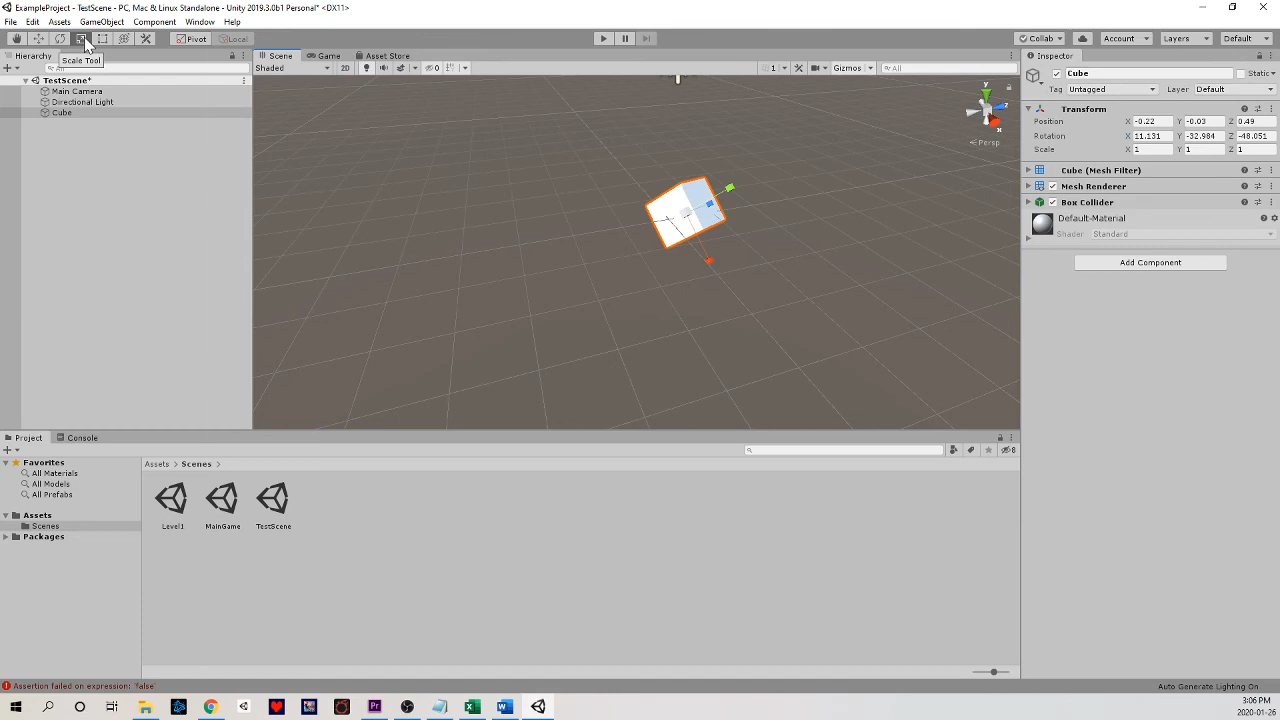 ExampleProject - TestScene - PC, Mac & Linux Standalone - Unity 2019.3.0b1 Personal* <DX11>
File Edit Assets GameObject Component Window Help
Pivot Local Collab Account Layers Default
Scale Tool
Hierarchy Scene Game Asset Store Inspector
All Shaded 2D 0 1 Gizmos All
TestScene*
Main Camera
Directional Light
Cube
y
z
x
Persp
Cube Static
Tag Untagged Layer Default
Transform
Position X -0.22 Y -0.03 Z 0.49
Rotation X 11.131 Y -32.984 Z -48.051
Scale X 1 Y 1 Z 1
Cube (Mesh Filter)
Mesh Renderer
Box Collider
Default-Material
Shader Standard
Add Component
Project Console
8
Favorites
All Materials
All Models
All Prefabs
Assets
Scenes
Packages
Assets > Scenes >
Level1 MainGame TestScene
Assertion failed on expression: 'false'
Auto Generate Lighting On
Pr X W
3:06 PM
2020-01-26